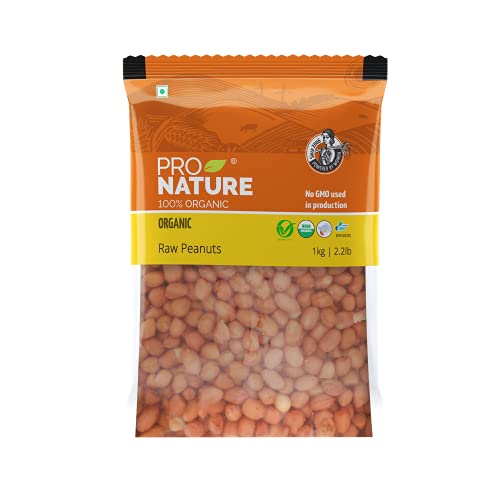 PRO
NATURE
®
100% ORGANIC
ORGANIC
Raw Peanuts
No GMO used
in production
1kg | 2.2lb